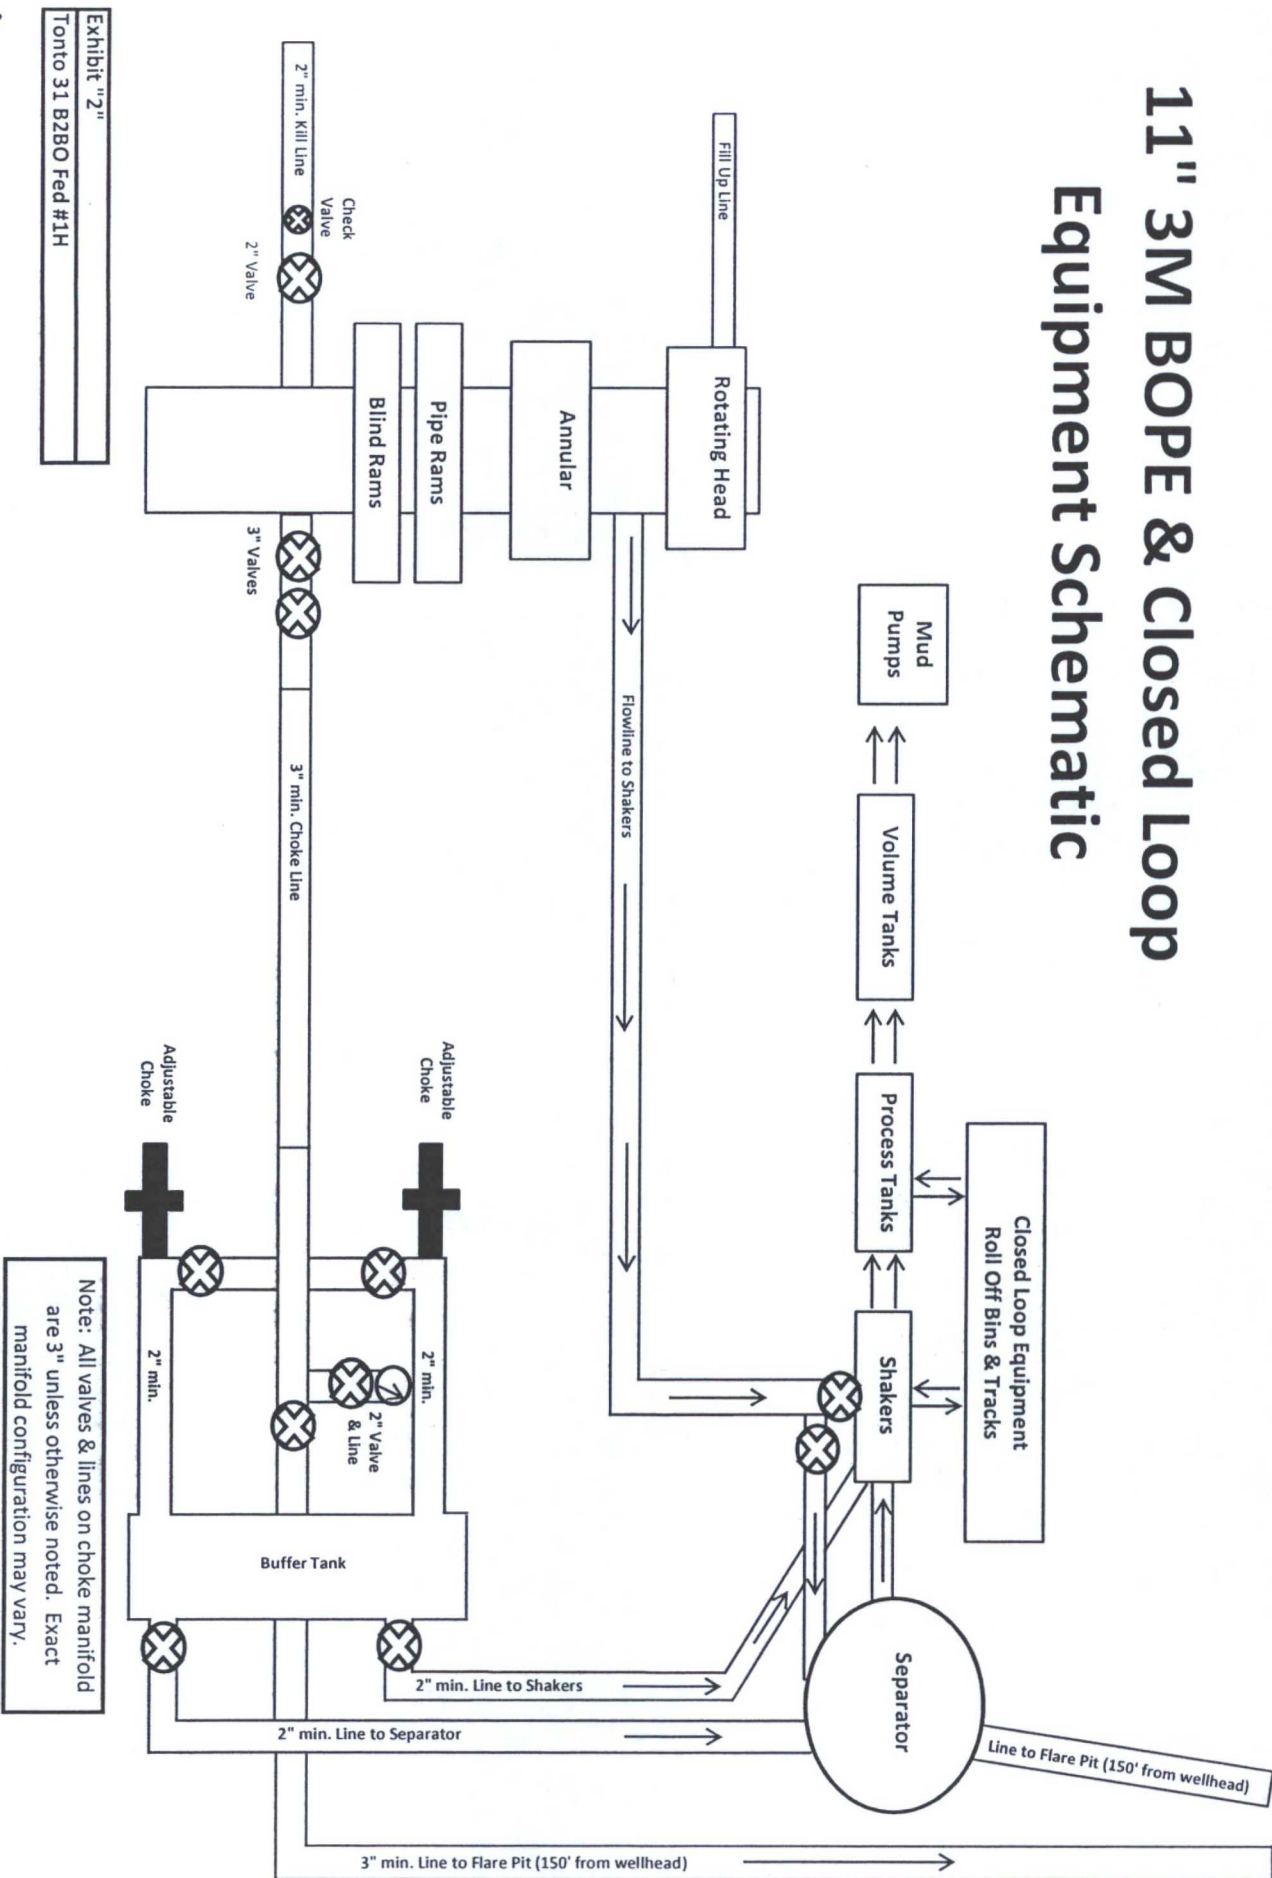 11" 3M BOPE & Closed Loop
Equipment Schematic
Closed Loop Equipment
Roll Off Bins & Tracks
Mud
Pumps
Volume Tanks
Process Tanks
Shakers
Separator
Line to Flare Pit (150' from wellhead)
Fill Up Line
Rotating Head
Flowline to Shakers
Annular
Pipe Rams
Blind Rams
Check
Valve
2" min. Kill Line
2" Valve
3" Valves
3" min. Choke Line
Adjustable
Choke
Adjustable
Choke
2" min.
2" Valve
& Line
2" min.
Buffer Tank
2" min. Line to Shakers
2" min. Line to Separator
3" min. Line to Flare Pit (150' from wellhead)
Exhibit "2"
Tonto 31 B2BO Fed #1H
Note: All valves & lines on choke manifold
are 3" unless otherwise noted. Exact
manifold configuration may vary.